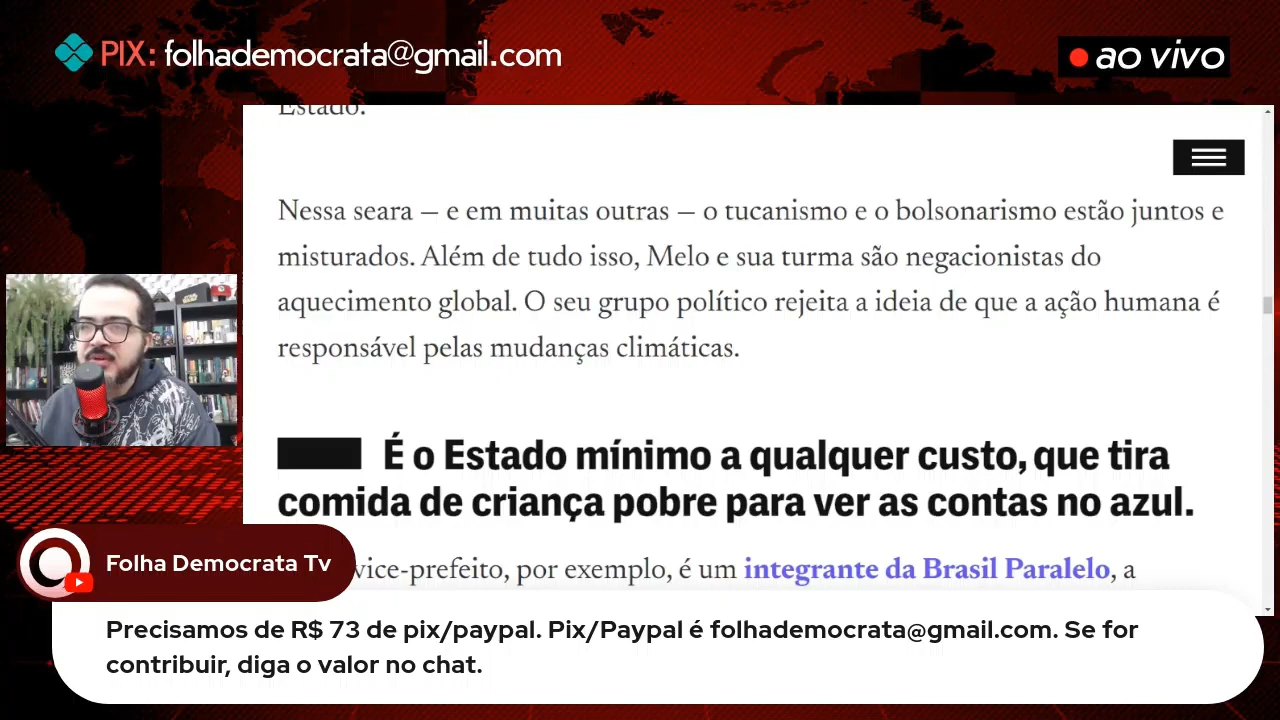 PIX: folhademocrata@gmail.com
ao vivo
Estado.
Nessa seara – e em muitas outras – o tucanismo e o bolsonarismo estão juntos e
misturados. Além de tudo isso, Melo e sua turma são negacionistas do
aquecimento global. O seu grupo político rejeita a ideia de que a ação humana é
responsável pelas mudanças climáticas.
É o Estado mínimo a qualquer custo, que tira
comida de criança pobre para ver as contas no azul.
vice-prefeito, por exemplo, é um integrante da Brasil Paralelo, a
Folha Democrata Tv
Precisamos de R$ 73 de pix/paypal. Pix/Paypal é folhademocrata@gmail.com. Se for
contribuir, diga o valor no chat.